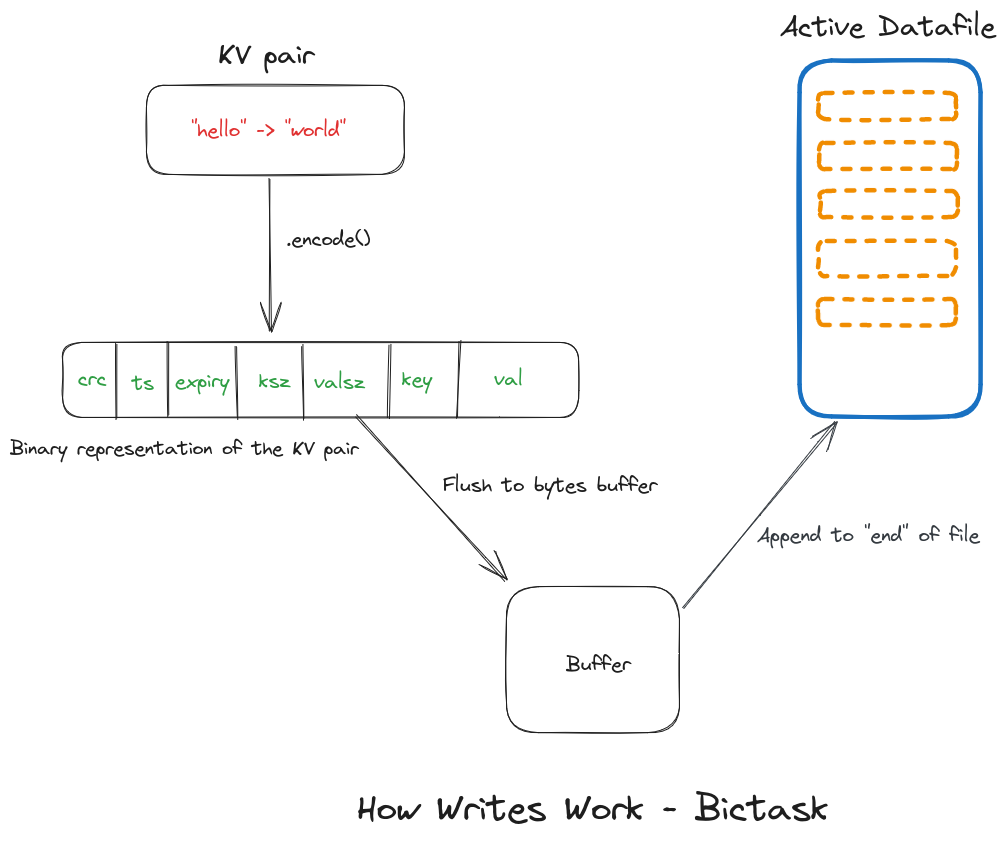 KV pair
"hello" -> "world"
.encode()
crc ts expiry ksz valsz key val
Binary representation of the KV pair
Flush to bytes buffer
Buffer
Append to "end" of file
Active Datafile
How Writes Work - Bictask